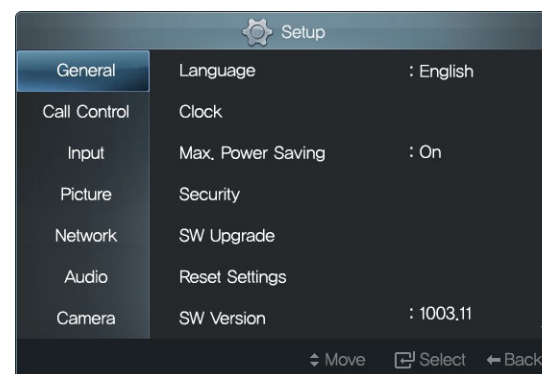 Setup
General Language : English
Call Control Clock
Input Max. Power Saving : On
Picture Security
Network SW Upgrade
Audio Reset Settings
Camera SW Version : 1003.11
Move Select Back